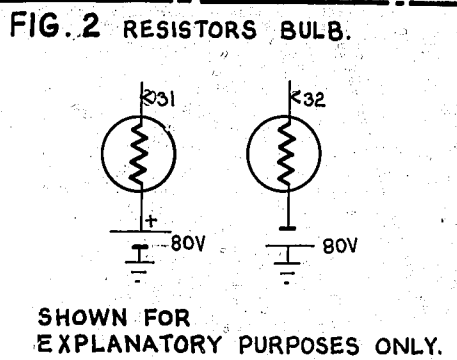 FIG. 2 RESISTORS BULB.
31 32
+
80V 80V
SHOWN FOR
EXPLANATORY PURPOSES ONLY.